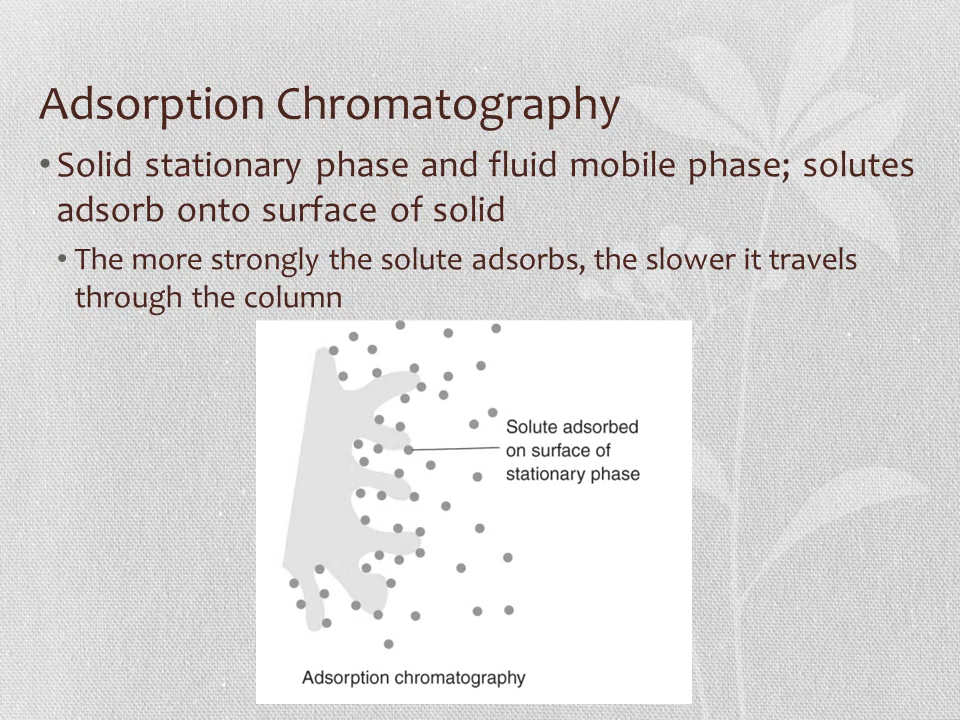 Adsorption Chromatography
• Solid stationary phase and fluid mobile phase; solutes
adsorb onto surface of solid
• The more strongly the solute adsorbs, the slower it travels
through the column
Solute adsorbed
on surface of
stationary phase
Adsorption chromatography